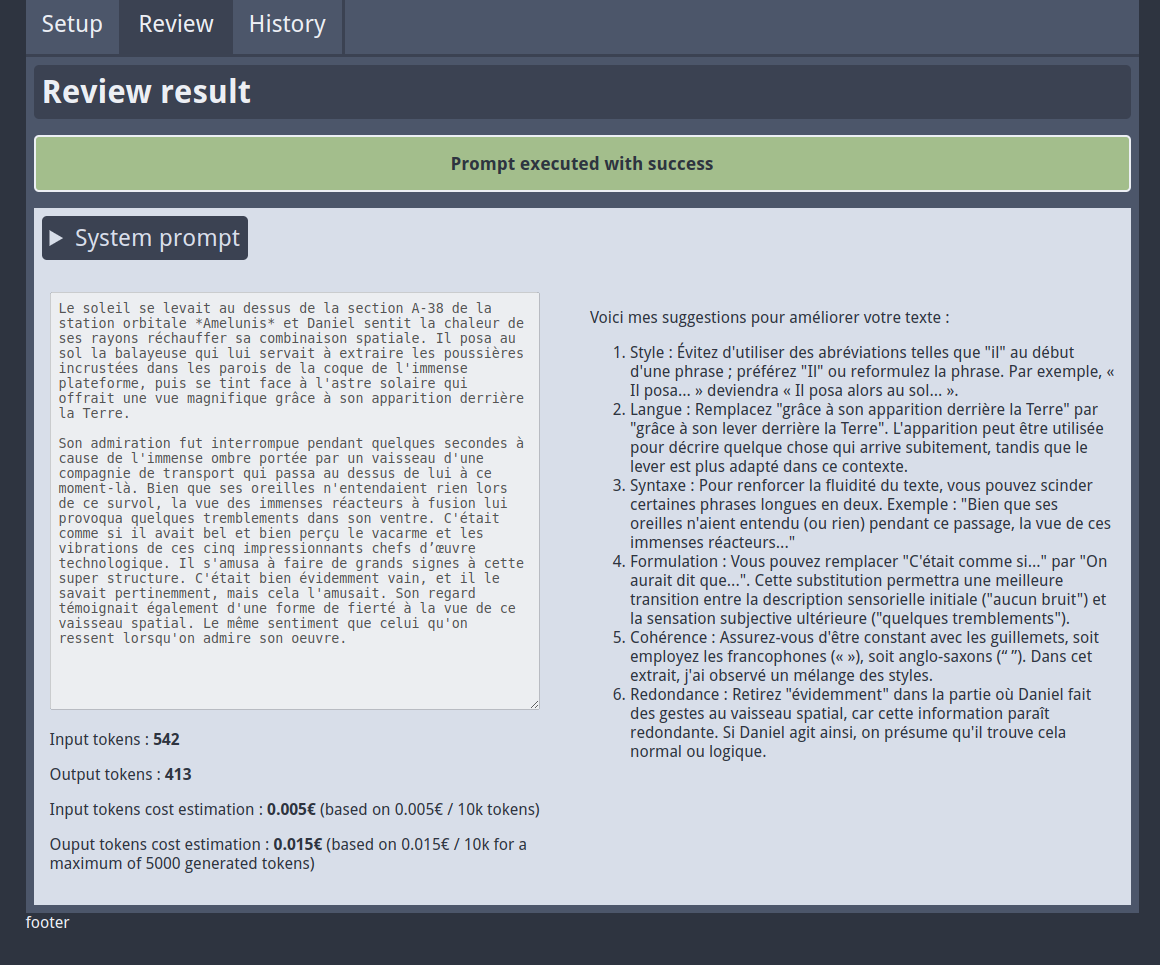 Setup
Review
History
Review result
Prompt executed with success
System prompt
Le soleil se levait au dessus de la section A-38 de la
station orbitale *Amelunis* et Daniel sentit la chaleur de
ses rayons réchauffer sa combinaison spatiale. Il posa au
sol la balayeuse qui lui servait à extraire les poussières
incrustées dans les parois de la coque de l'immense
plateforme, puis se tint face à l'astre solaire qui
offrait une vue magnifique grâce à son apparition derrière
la Terre.
Son admiration fut interrompue pendant quelques secondes à
cause de l'immense ombre portée par un vaisseau d'une
compagnie de transport qui passa au dessus de lui à ce
moment-là. Bien que ses oreilles n'entendaient rien lors
de ce survol, la vue des immenses réacteurs à fusion lui
provoqua quelques tremblements dans son ventre. C'était
comme si il avait bel et bien perçu le vacarme et les
vibrations de ces cinq impressionnants chefs d’œuvre
technologique. Il s'amusa à faire de grands signes à cette
super structure. C'était bien évidemment vain, et il le
savait pertinemment, mais cela l'amusait. Son regard
témoignait également d'une forme de fierté à la vue de ce
vaisseau spatial. Le même sentiment que celui qu'on
ressent lorsqu'on admire son oeuvre.
Input tokens : 542
Output tokens : 413
Input tokens cost estimation : 0.005€ (based on 0.005€ / 10k tokens)
Ouput tokens cost estimation : 0.015€ (based on 0.015€ / 10k for a
maximum of 5000 generated tokens)
Voici mes suggestions pour améliorer votre texte :
1. Style : Évitez d'utiliser des abréviations telles que "il" au début
d'une phrase ; préférez "Il" ou reformulez la phrase. Par exemple, «
Il posa... » deviendra « Il posa alors au sol... ».
2. Langue : Remplacez "grâce à son apparition derrière la Terre" par
"grâce à son lever derrière la Terre". L'apparition peut être utilisée
pour décrire quelque chose qui arrive subitement, tandis que le
lever est plus adapté dans ce contexte.
3. Syntaxe : Pour renforcer la fluidité du texte, vous pouvez scinder
certaines phrases longues en deux. Exemple : "Bien que ses
oreilles n'aient entendu (ou rien) pendant ce passage, la vue de ces
immenses réacteurs..."
4. Formulation : Vous pouvez remplacer "C'était comme si..." par "On
aurait dit que...". Cette substitution permettra une meilleure
transition entre la description sensorielle initiale ("aucun bruit") et
la sensation subjective ultérieure ("quelques tremblements").
5. Cohérence : Assurez-vous d'être constant avec les guillemets, soit
employez les francophones (« »), soit anglo-saxons (“ ”). Dans cet
extrait, j'ai observé un mélange des styles.
6. Redondance : Retirez "évidemment" dans la partie où Daniel fait
des gestes au vaisseau spatial, car cette information paraît
redondante. Si Daniel agit ainsi, on présume qu'il trouve cela
normal ou logique.
footer